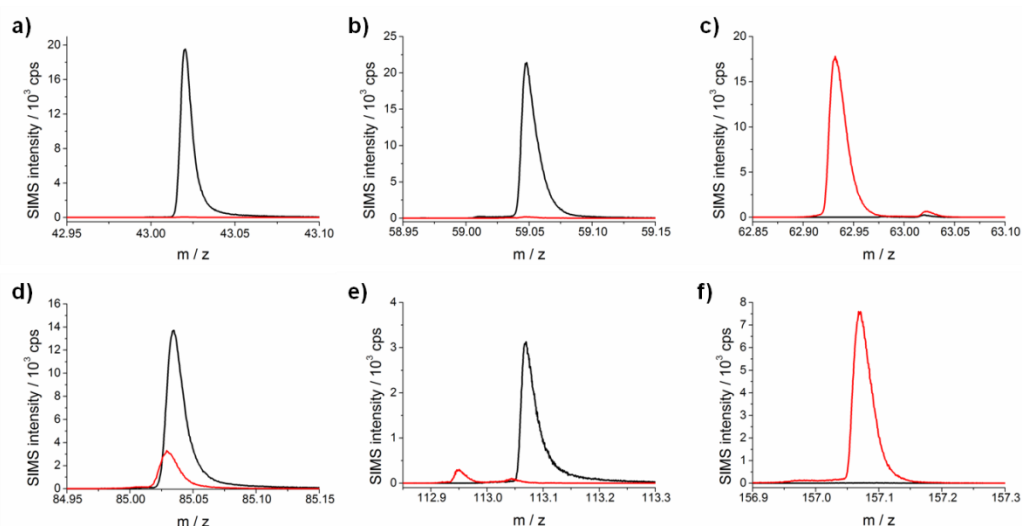 a)
SIMS intensity / 10³ cps
20
16
12
8
4
0
42.95 43.00 43.05 43.10
m / z
b)
SIMS intensity / 10³ cps
25
20
15
10
5
0
58.95 59.00 59.05 59.10 59.15
m / z
c)
SIMS intensity / 10³ cps
20
15
10
5
0
62.85 62.90 62.95 63.00 63.05 63.10
m / z
d)
SIMS intensity / 10³ cps
16
14
12
10
8
6
4
2
0
84.95 85.00 85.05 85.10 85.15
m / z
e)
SIMS intensity / 10³ cps
4
3
2
1
0
112.9 113.0 113.1 113.2 113.3
m / z
f)
SIMS intensity / 10³ cps
8
7
6
5
4
3
2
1
0
156.9 157.0 157.1 157.2 157.3
m / z